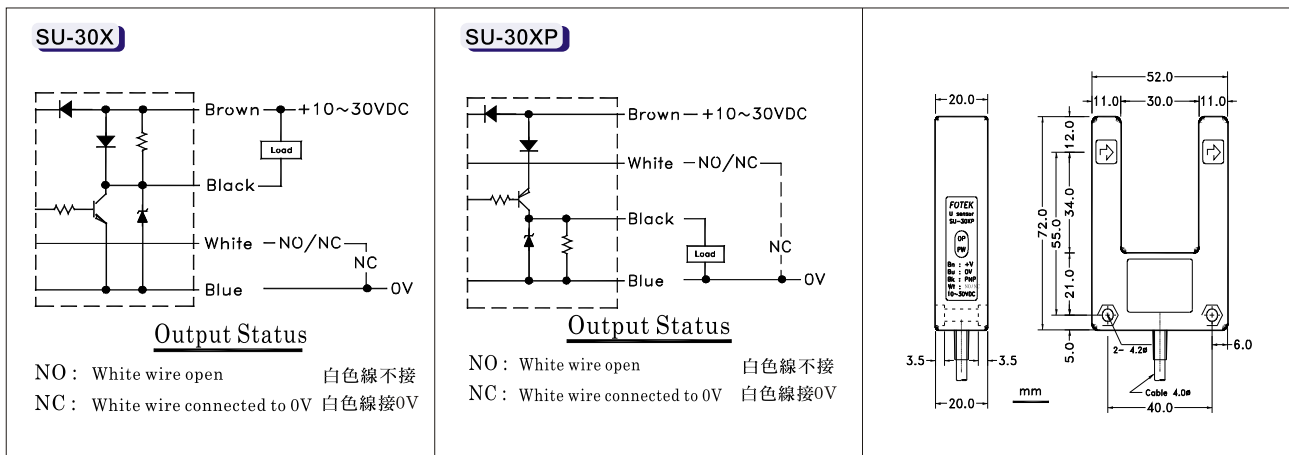 SU-30X
Brown +10~30VDC
Load
Black
White -NO/NC
NC
Blue 0V
Output Status
NO : White wire open 白色線不接
NC : White wire connected to 0V 白色線接0V
SU-30XP
Brown +10~30VDC
White -NO/NC
Black
Load
NC
Blue 0V
Output Status
NO : White wire open 白色線不接
NC : White wire connected to 0V 白色線接0V
20.0
FOTEK
U sensor
SU-30XP
OP
PW
Bn : +V
Bu : 0V
Bk : PNP
Wt :
10~30VDC
3.5 3.5
20.0
mm
52.0
11.0 30.0 11.0
12.0
34.0
55.0
72.0
21.0
5.0
2- 4.2ø
6.0
Cable 4.0ø
40.0